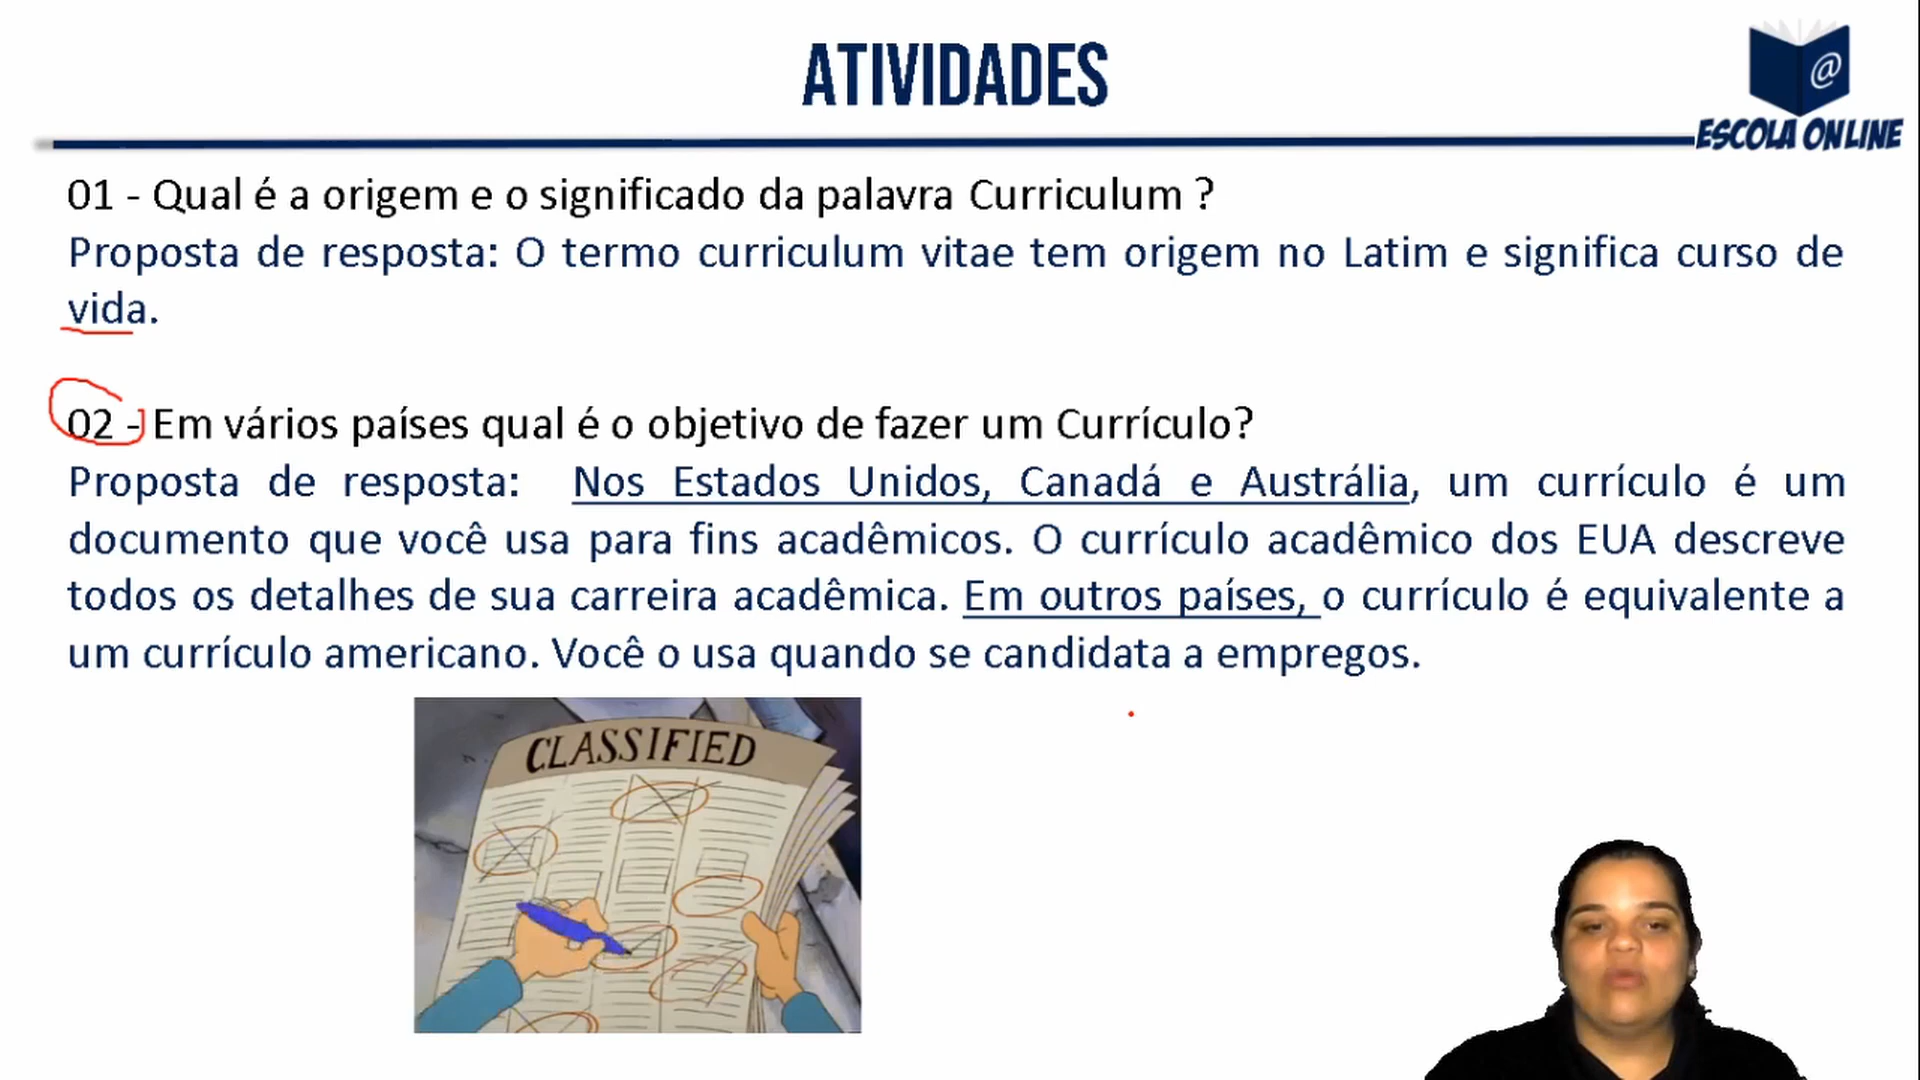 ATIVIDADES
@
ESCOLA ONLINE
01 - Qual é a origem e o significado da palavra Curriculum ?
Proposta de resposta: O termo curriculum vitae tem origem no Latim e significa curso de
vida.
02 - Em vários países qual é o objetivo de fazer um Currículo?
Proposta de resposta: Nos Estados Unidos, Canadá e Austrália, um currículo é um
documento que você usa para fins acadêmicos. O currículo acadêmico dos EUA descreve
todos os detalhes de sua carreira acadêmica. Em outros países, o currículo é equivalente a
um currículo americano. Você o usa quando se candidata a empregos.
CLASSIFIED